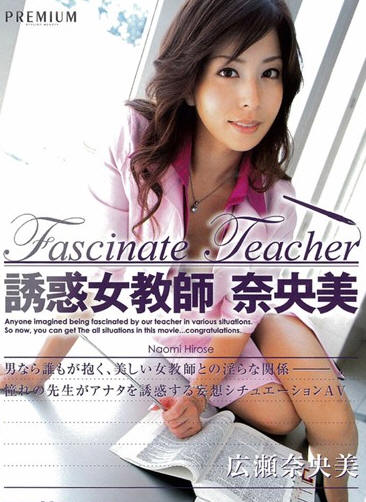 PREMIUM
STYLISH BEAUTY
Fascinate Teacher
誘惑女教師 奈央美
Anyone imagined being fascinated by our teacher in various situations.
So now, you can get The all situations in this movie...congratulations.
Naomi Hirose
男なら誰もが抱く、美しい女教師との淫らな関係――
憧れの先生がアナタを誘惑する妄想シチュエーションAV
広瀬奈央美